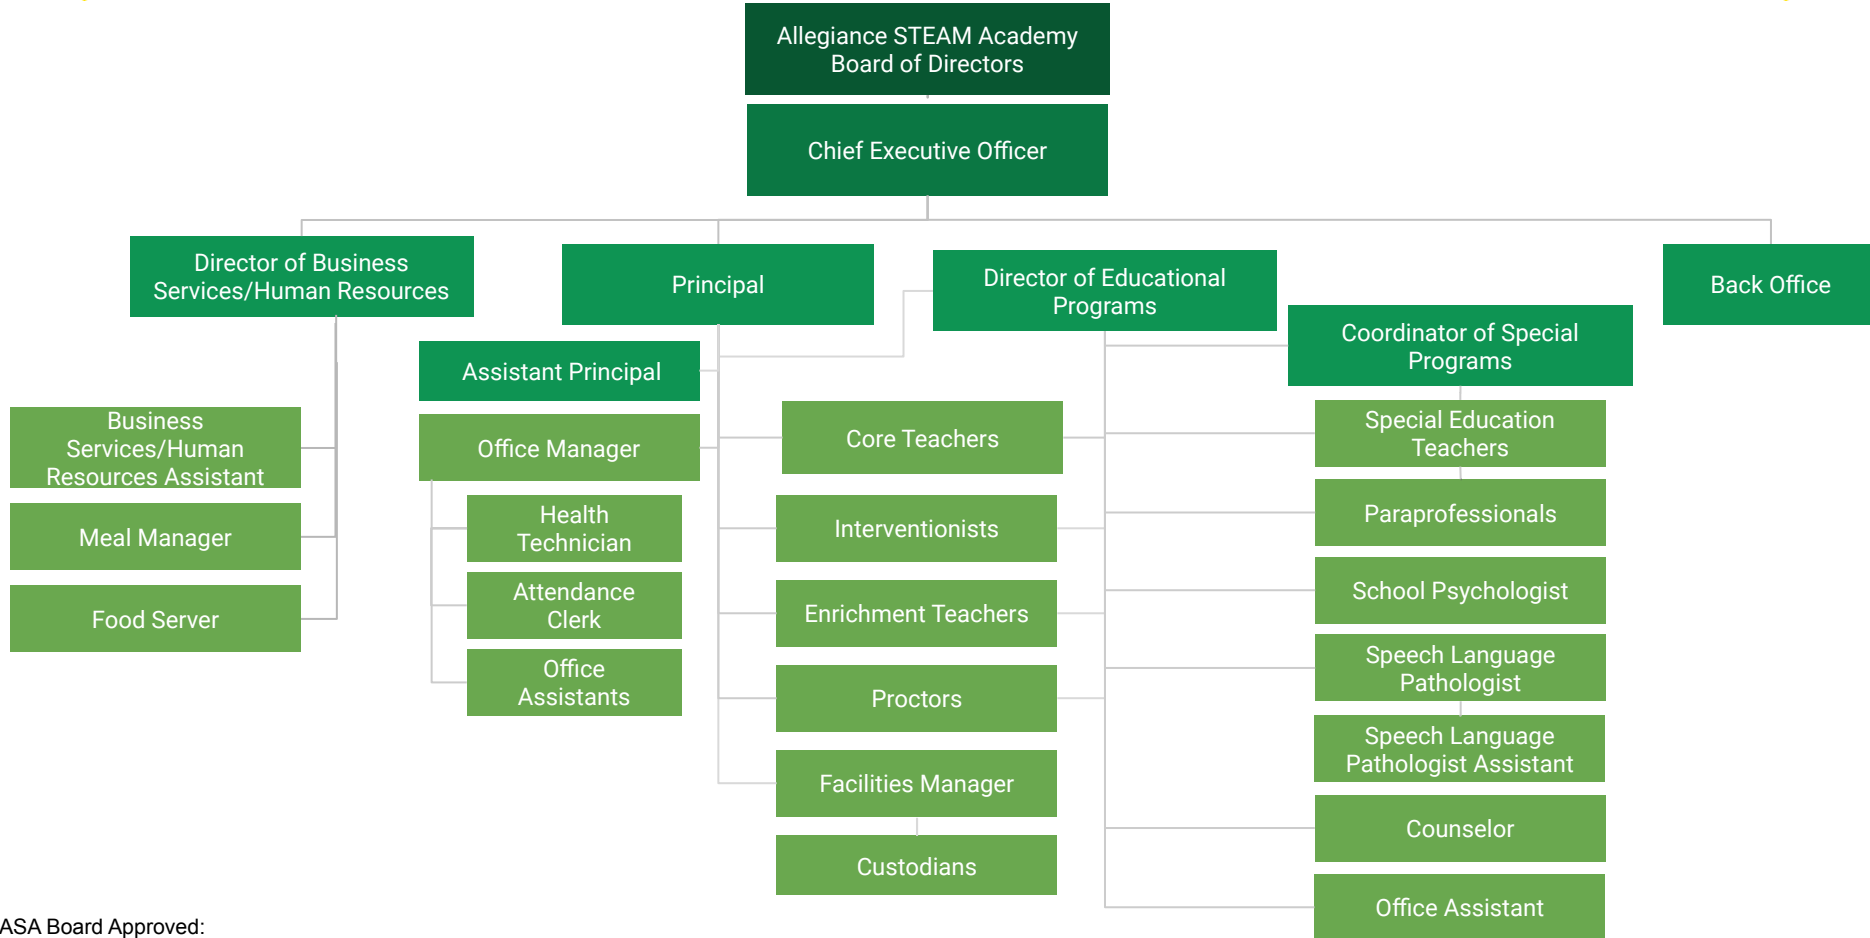 Allegiance STEAM Academy
Board of Directors
Chief Executive Officer
Director of Business
Services/Human Resources
Principal
Director of Educational
Programs
Back Office
Coordinator of Special
Programs
Assistant Principal
Business
Services/Human
Resources Assistant
Office Manager
Core Teachers
Special Education
Teachers
Meal Manager
Health
Technician
Interventionists
Paraprofessionals
Food Server
Attendance
Clerk
Enrichment Teachers
School Psychologist
Office
Assistants
Proctors
Speech Language
Pathologist
Facilities Manager
Speech Language
Pathologist Assistant
Custodians
Counselor
Office Assistant
ASA Board Approved: